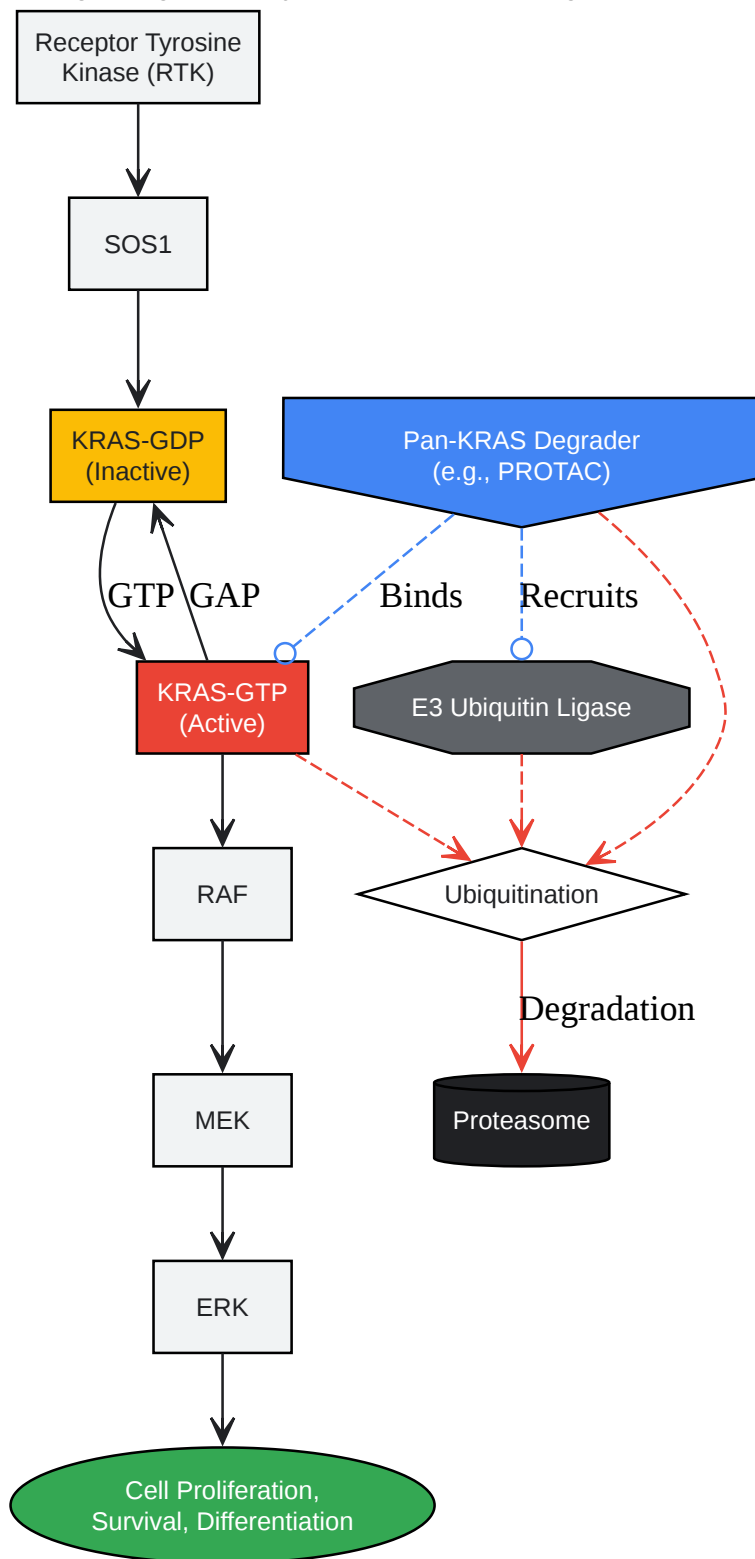 Receptor Tyrosine
Kinase (RTK)
SOS1
KRAS-GDP
(Inactive)
Pan-KRAS Degrader
(e.g., PROTAC)
GTP
GAP
Binds
Recruits
KRAS-GTP
(Active)
E3 Ubiquitin Ligase
RAF
Ubiquitination
Degradation
MEK
Proteasome
ERK
Cell Proliferation,
Survival, Differentiation